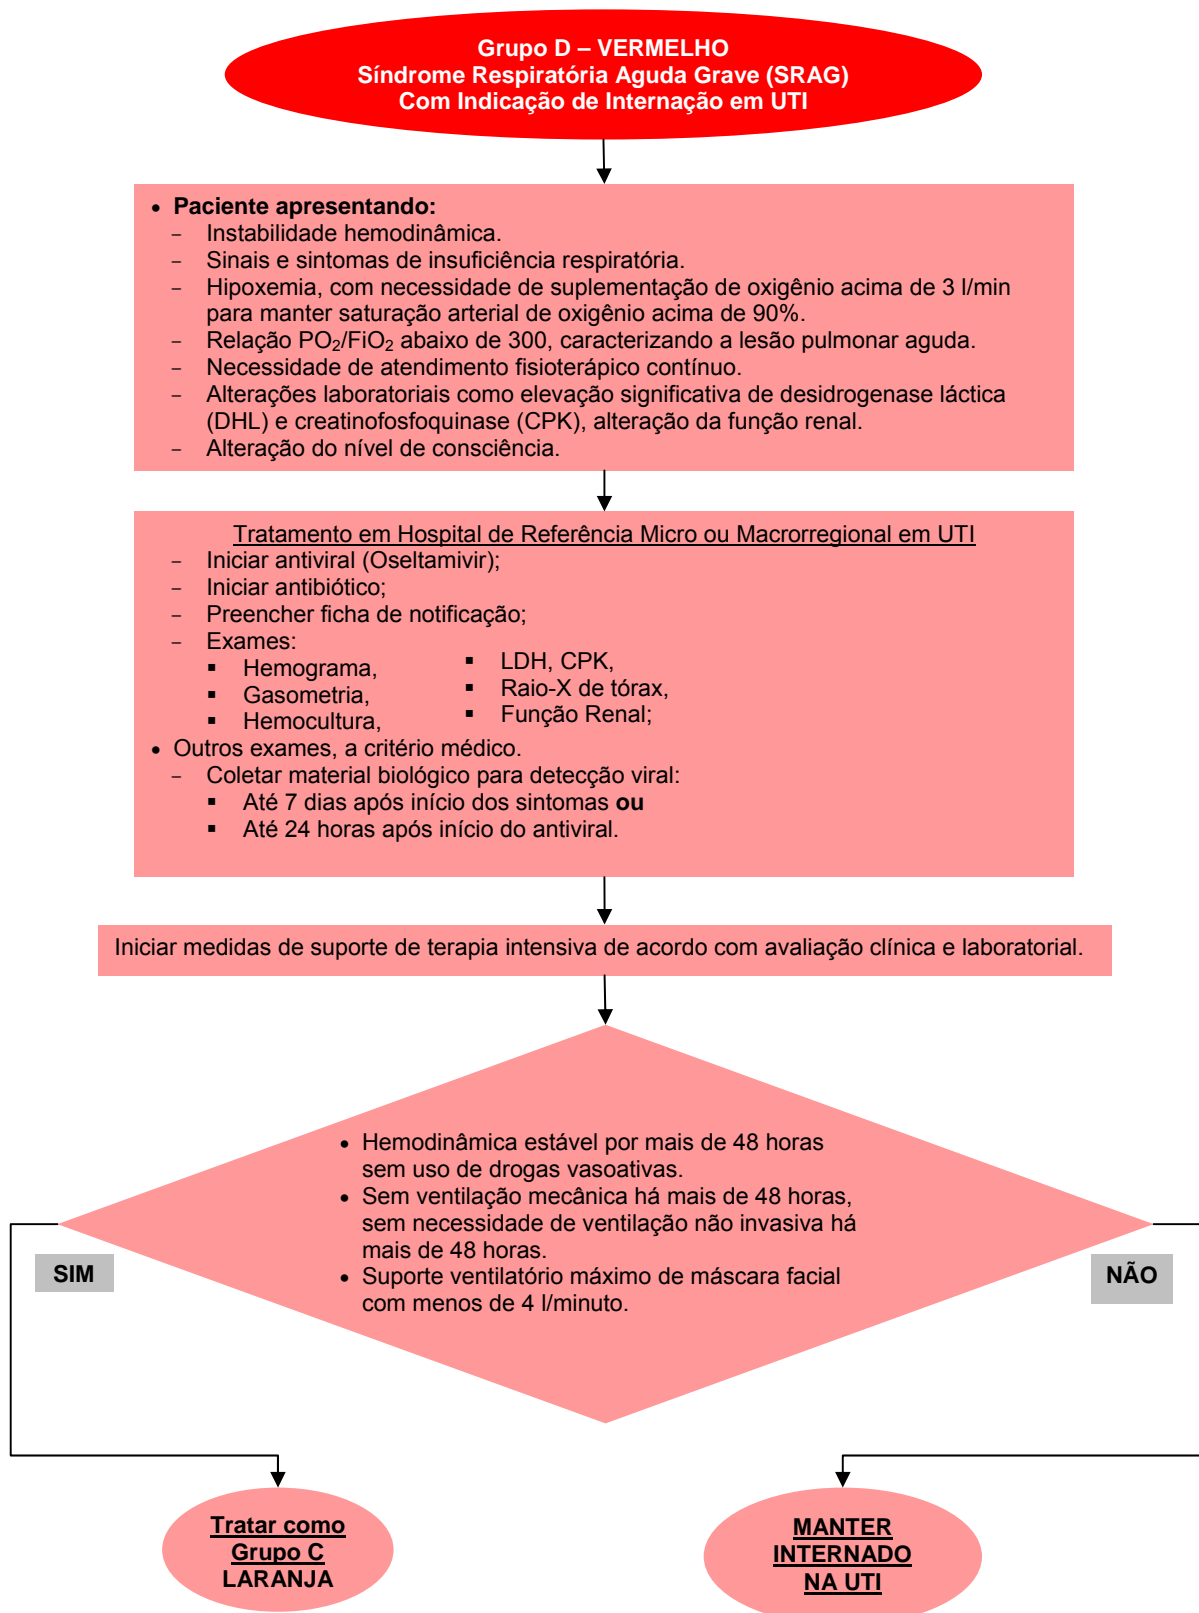 Grupo D – VERMELHO
Síndrome Respiratória Aguda Grave (SRAG)
Com Indicação de Internação em UTI
• Paciente apresentando:
− Instabilidade hemodinâmica.
− Sinais e sintomas de insuficiência respiratória.
− Hipoxemia, com necessidade de suplementação de oxigênio acima de 3 l/min
para manter saturação arterial de oxigênio acima de 90%.
− Relação PO₂/FiO₂ abaixo de 300, caracterizando a lesão pulmonar aguda.
− Necessidade de atendimento fisioterápico contínuo.
− Alterações laboratoriais como elevação significativa de desidrogenase láctica
(DHL) e creatinofosfoquinase (CPK), alteração da função renal.
− Alteração do nível de consciência.
Tratamento em Hospital de Referência Micro ou Macrorregional em UTI
− Iniciar antiviral (Oseltamivir);
− Iniciar antibiótico;
− Preencher ficha de notificação;
− Exames:
▪ Hemograma,
▪ Gasometria,
▪ Hemocultura,
▪ LDH, CPK,
▪ Raio-X de tórax,
▪ Função Renal;
• Outros exames, a critério médico.
− Coletar material biológico para detecção viral:
▪ Até 7 dias após início dos sintomas ou
▪ Até 24 horas após início do antiviral.
Iniciar medidas de suporte de terapia intensiva de acordo com avaliação clínica e laboratorial.
• Hemodinâmica estável por mais de 48 horas
sem uso de drogas vasoativas.
• Sem ventilação mecânica há mais de 48 horas,
sem necessidade de ventilação não invasiva há
mais de 48 horas.
• Suporte ventilatório máximo de máscara facial
com menos de 4 l/minuto.
SIM
NÃO
Tratar como
Grupo C
LARANJA
MANTER
INTERNADO
NA UTI